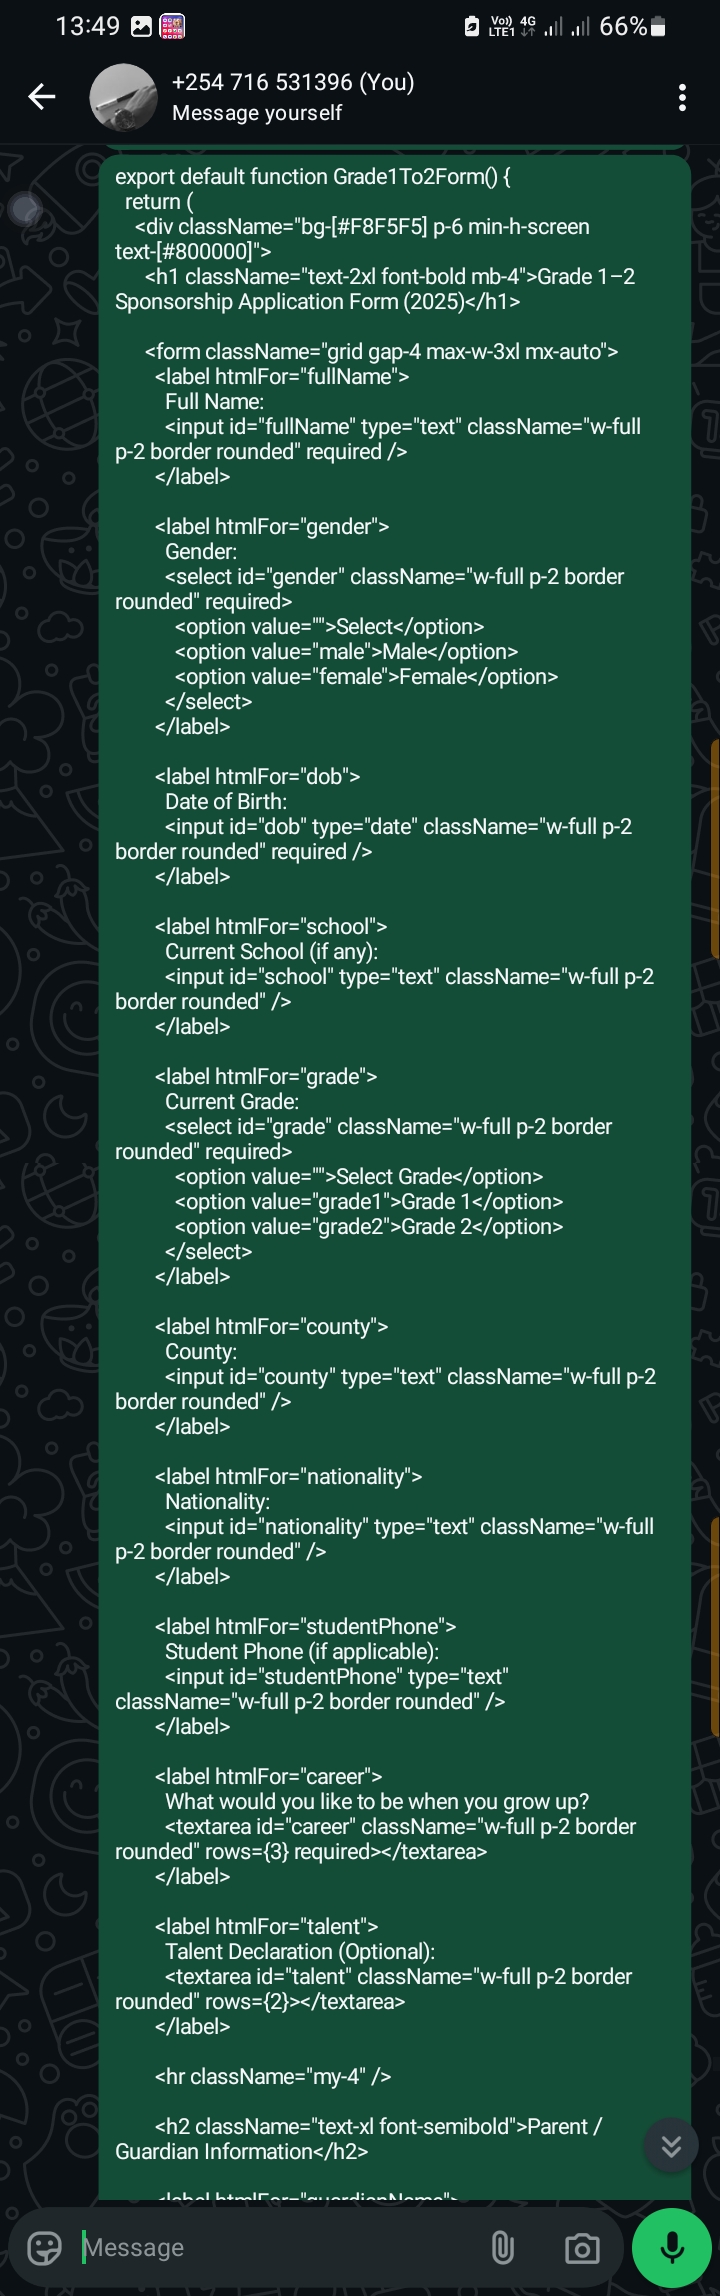 13:49
Vo)) 4G
LTE1
66%
+254 716 531396 (You)
Message yourself
export default function Grade1To2Form() {
return (
<div className="bg-[#F8F5F5] p-6 min-h-screen
text-[#800000]">
<h1 className="text-2xl font-bold mb-4">Grade 1–2
Sponsorship Application Form (2025)</h1>
<form className="grid gap-4 max-w-3xl mx-auto">
<label htmlFor="fullName">
Full Name:
<input id="fullName" type="text" className="w-full
p-2 border rounded" required />
</label>
<label htmlFor="gender">
Gender:
<select id="gender" className="w-full p-2 border
rounded" required>
<option value="">Select</option>
<option value="male">Male</option>
<option value="female">Female</option>
</select>
</label>
<label htmlFor="dob">
Date of Birth:
<input id="dob" type="date" className="w-full p-2
border rounded" required />
</label>
<label htmlFor="school">
Current School (if any):
<input id="school" type="text" className="w-full p-2
border rounded" />
</label>
<label htmlFor="grade">
Current Grade:
<select id="grade" className="w-full p-2 border
rounded" required>
<option value="">Select Grade</option>
<option value="grade1">Grade 1</option>
<option value="grade2">Grade 2</option>
</select>
</label>
<label htmlFor="county">
County:
<input id="county" type="text" className="w-full p-2
border rounded" />
</label>
<label htmlFor="nationality">
Nationality:
<input id="nationality" type="text" className="w-full
p-2 border rounded" />
</label>
<label htmlFor="studentPhone">
Student Phone (if applicable):
<input id="studentPhone" type="text"
className="w-full p-2 border rounded" />
</label>
<label htmlFor="career">
What would you like to be when you grow up?
<textarea id="career" className="w-full p-2 border
rounded" rows={3} required></textarea>
</label>
<label htmlFor="talent">
Talent Declaration (Optional):
<textarea id="talent" className="w-full p-2 border
rounded" rows={2}></textarea>
</label>
<hr className="my-4" />
<h2 className="text-xl font-semibold">Parent /
Guardian Information</h2>
<label htmlFor="guardianName">
Message